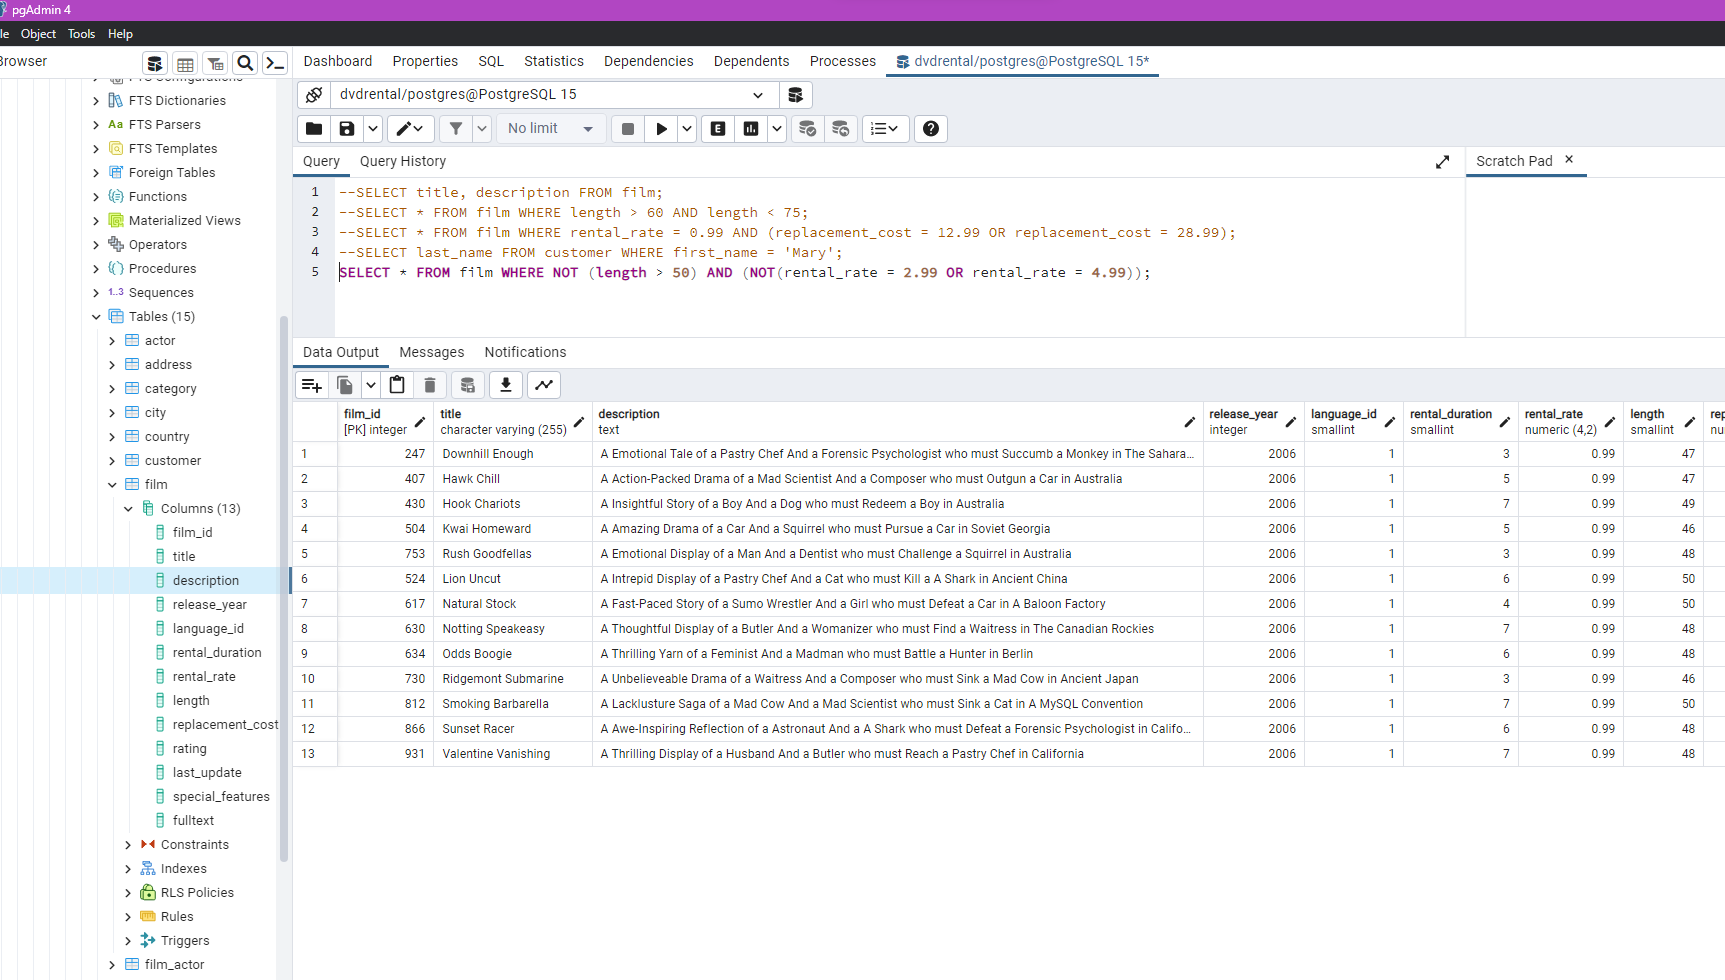 pgAdmin 4
le Object Tools Help
Browser
Dashboard Properties SQL Statistics Dependencies Dependents Processes dvdrental/postgres@PostgreSQL 15*
dvdrental/postgres@PostgreSQL 15
No limit
Query Query History
Scratch Pad
1 --SELECT title, description FROM film;
2 --SELECT * FROM film WHERE length > 60 AND length < 75;
3 --SELECT * FROM film WHERE rental_rate = 0.99 AND (replacement_cost = 12.99 OR replacement_cost = 28.99);
4 --SELECT last_name FROM customer WHERE first_name = 'Mary';
5 SELECT * FROM film WHERE NOT (length > 50) AND (NOT(rental_rate = 2.99 OR rental_rate = 4.99));
FTS Configurations
FTS Dictionaries
Aa FTS Parsers
FTS Templates
Foreign Tables
Functions
Materialized Views
Operators
Procedures
1..3 Sequences
Tables (15)
actor
address
category
city
country
customer
film
Columns (13)
film_id
title
description
release_year
language_id
rental_duration
rental_rate
length
replacement_cost
rating
last_update
special_features
fulltext
Constraints
Indexes
RLS Policies
Rules
Triggers
film_actor
Data Output Messages Notifications
film_id title description release_year language_id rental_duration rental_rate length rep
[PK] integer character varying (255) text integer smallint smallint numeric (4,2) smallint nu
1 247 Downhill Enough A Emotional Tale of a Pastry Chef And a Forensic Psychologist who must Succumb a Monkey in The Sahara... 2006 1 3 0.99 47
2 407 Hawk Chill A Action-Packed Drama of a Mad Scientist And a Composer who must Outgun a Car in Australia 2006 1 5 0.99 47
3 430 Hook Chariots A Insightful Story of a Boy And a Dog who must Redeem a Boy in Australia 2006 1 7 0.99 49
4 504 Kwai Homeward A Amazing Drama of a Car And a Squirrel who must Pursue a Car in Soviet Georgia 2006 1 5 0.99 46
5 753 Rush Goodfellas A Emotional Display of a Man And a Dentist who must Challenge a Squirrel in Australia 2006 1 3 0.99 48
6 524 Lion Uncut A Intrepid Display of a Pastry Chef And a Cat who must Kill a A Shark in Ancient China 2006 1 6 0.99 50
7 617 Natural Stock A Fast-Paced Story of a Sumo Wrestler And a Girl who must Defeat a Car in A Baloon Factory 2006 1 4 0.99 50
8 630 Notting Speakeasy A Thoughtful Display of a Butler And a Womanizer who must Find a Waitress in The Canadian Rockies 2006 1 7 0.99 48
9 634 Odds Boogie A Thrilling Yarn of a Feminist And a Madman who must Battle a Hunter in Berlin 2006 1 6 0.99 48
10 730 Ridgemont Submarine A Unbelieveable Drama of a Waitress And a Composer who must Sink a Mad Cow in Ancient Japan 2006 1 3 0.99 46
11 812 Smoking Barbarella A Lacklusture Saga of a Mad Cow And a Mad Scientist who must Sink a Cat in A MySQL Convention 2006 1 7 0.99 50
12 866 Sunset Racer A Awe-Inspiring Reflection of a Astronaut And a A Shark who must Defeat a Forensic Psychologist in Califo... 2006 1 6 0.99 48
13 931 Valentine Vanishing A Thrilling Display of a Husband And a Butler who must Reach a Pastry Chef in California 2006 1 7 0.99 48